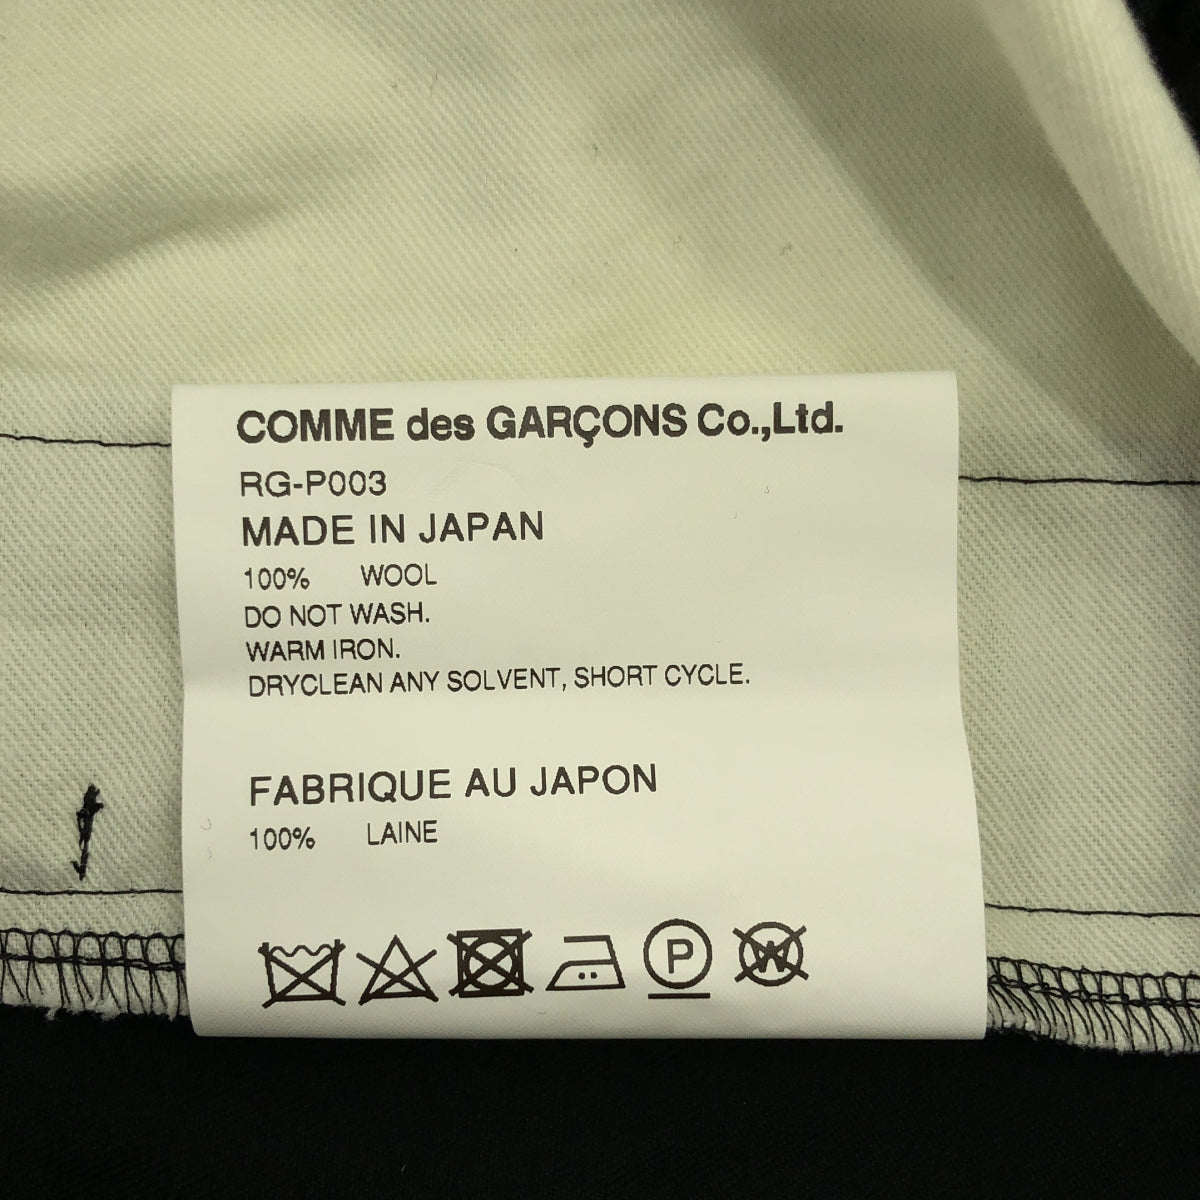 COMME des GARÇONS Co.,Ltd.
RG-P003
MADE IN JAPAN
100% WOOL
DO NOT WASH.
WARM IRON.
DRYCLEAN ANY SOLVENT, SHORT CYCLE.
FABRIQUE AU JAPON
100% LAINE
P W